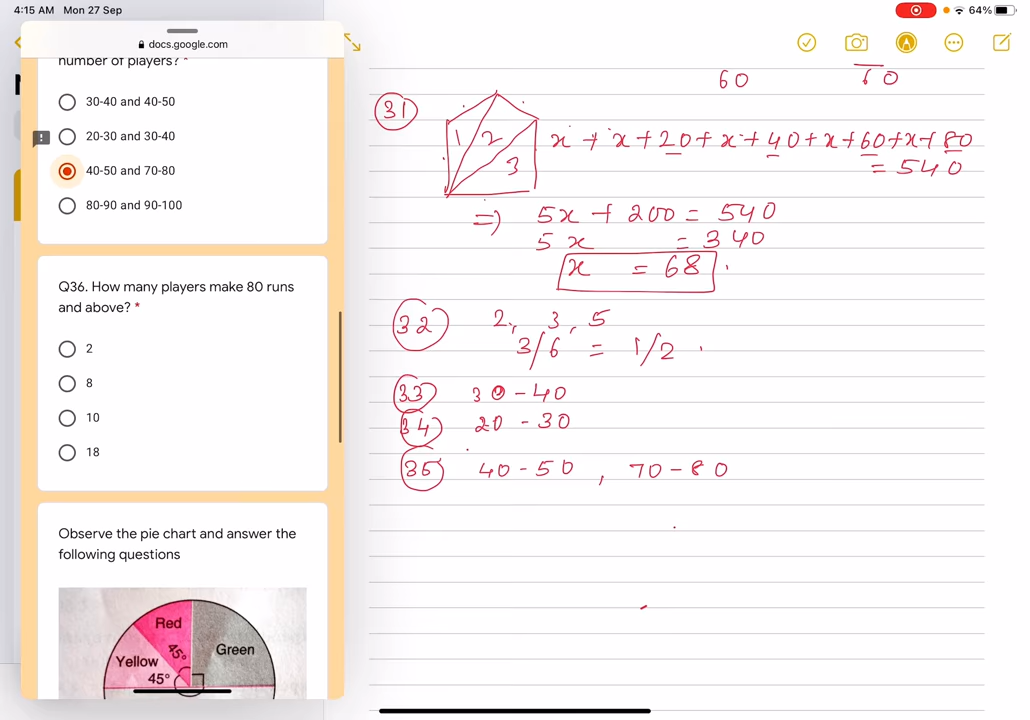 4:15 AM Mon 27 Sep
64%
docs.google.com
number of players? *
30-40 and 40-50
20-30 and 30-40
40-50 and 70-80
80-90 and 90-100
Q36. How many players make 80 runs
and above? *
2
8
10
18
Observe the pie chart and answer the
following questions
Red
45°
Green
Yellow
45°
60
60
31
1 2 3
x + x + 20 + x + 40 + x + 60 + x + 80
= 540
=> 5x + 200 = 540
5x = 340
x = 68
32 2, 3, 5
3/6 = 1/2
33 30-40
34 20-30
35 40-50, 70-80